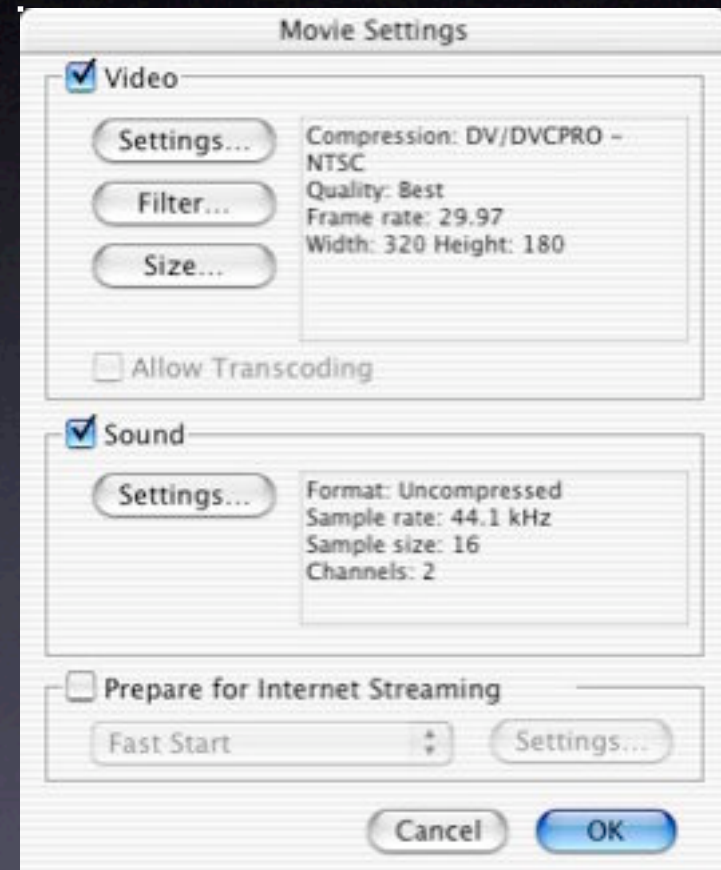 Movie Settings
Video
Settings...
Filter...
Size...
Compression: DV/DVCPRO –
NTSC
Quality: Best
Frame rate: 29.97
Width: 320 Height: 180
Allow Transcoding
Sound
Settings...
Format: Uncompressed
Sample rate: 44.1 kHz
Sample size: 16
Channels: 2
Prepare for Internet Streaming
Fast Start
Settings...
Cancel
OK